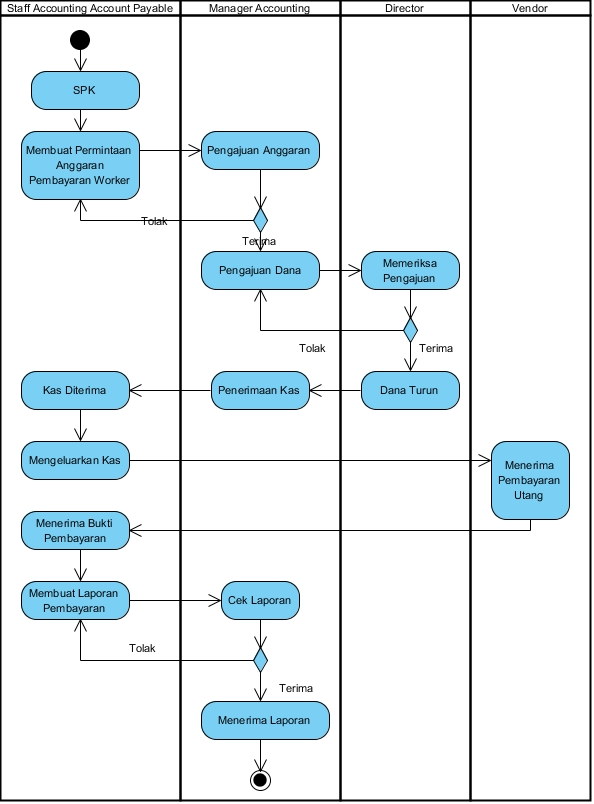 Staff Accounting Account Payable
Manager Accounting
Director
Vendor
SPK
Membuat Permintaan
Anggaran
Pembayaran Worker
Pengajuan Anggaran
Tolak
Terima
Pengajuan Dana
Memeriksa
Pengajuan
Tolak
Terima
Kas Diterima
Penerimaan Kas
Dana Turun
Mengeluarkan Kas
Menerima
Pembayaran
Utang
Menerima Bukti
Pembayaran
Membuat Laporan
Pembayaran
Cek Laporan
Tolak
Terima
Menerima Laporan